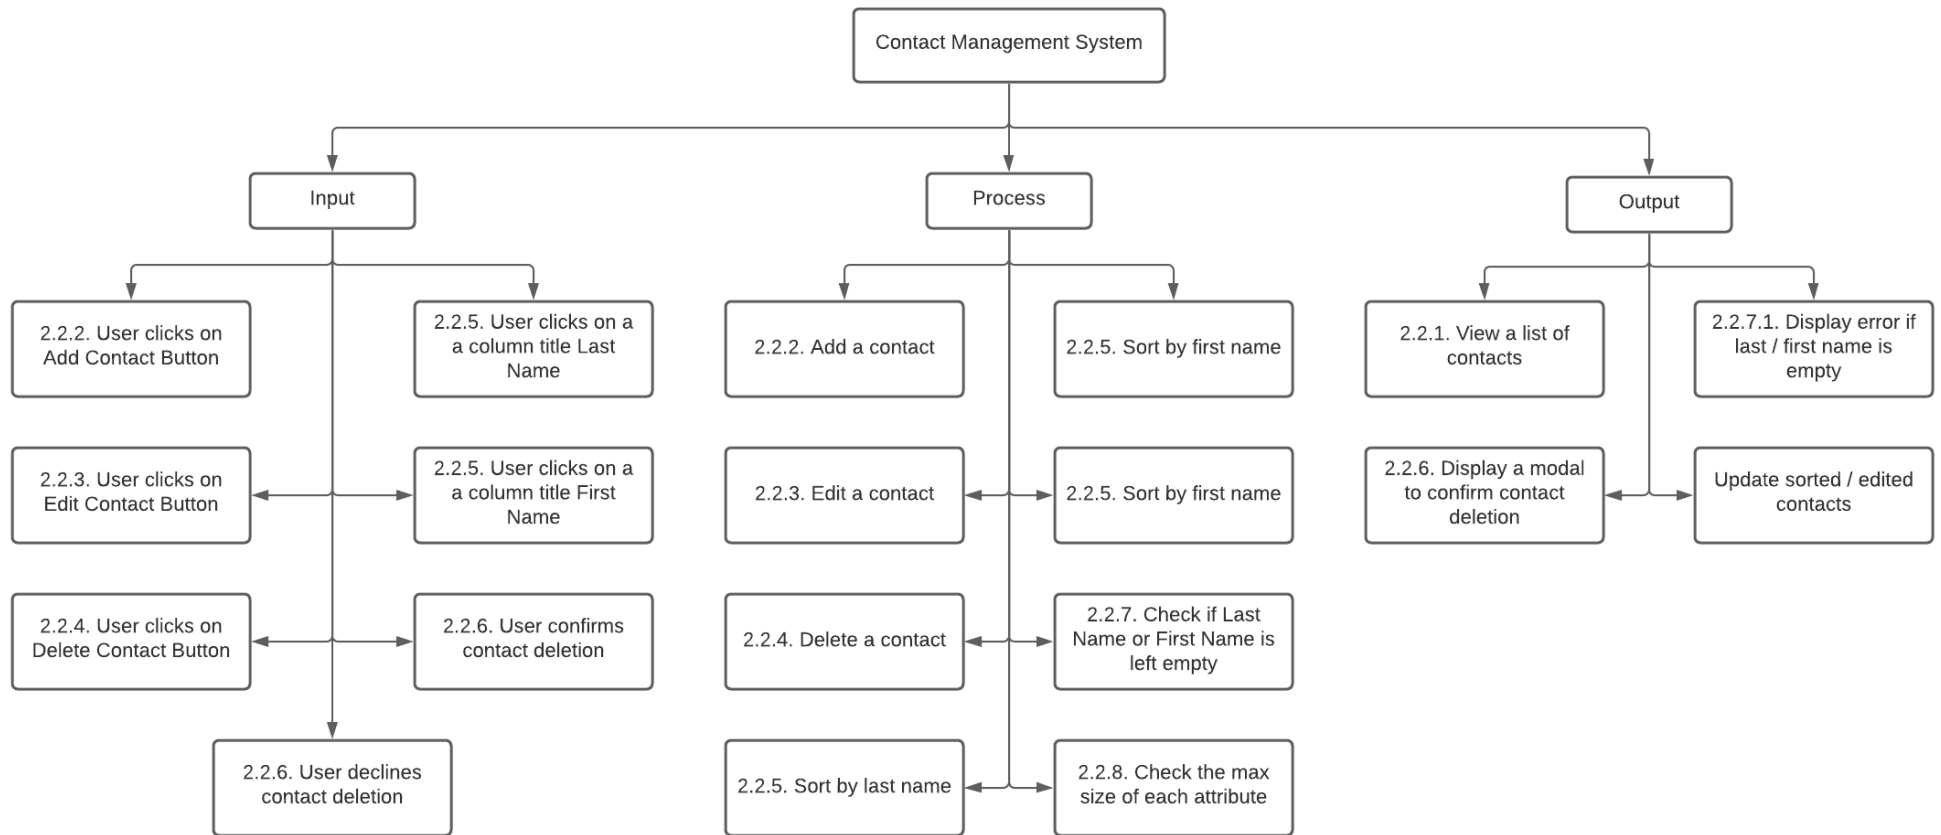 Contact Management System
Input
Process
Output
2.2.2. User clicks on
Add Contact Button
2.2.5. User clicks on a
a column title Last
Name
2.2.2. Add a contact
2.2.5. Sort by first name
2.2.1. View a list of
contacts
2.2.7.1. Display error if
last / first name is
empty
2.2.3. User clicks on
Edit Contact Button
2.2.5. User clicks on a
a column title First
Name
2.2.3. Edit a contact
2.2.5. Sort by first name
2.2.6. Display a modal
to confirm contact
deletion
Update sorted / edited
contacts
2.2.4. User clicks on
Delete Contact Button
2.2.6. User confirms
contact deletion
2.2.4. Delete a contact
2.2.7. Check if Last
Name or First Name is
left empty
2.2.6. User declines
contact deletion
2.2.5. Sort by last name
2.2.8. Check the max
size of each attribute